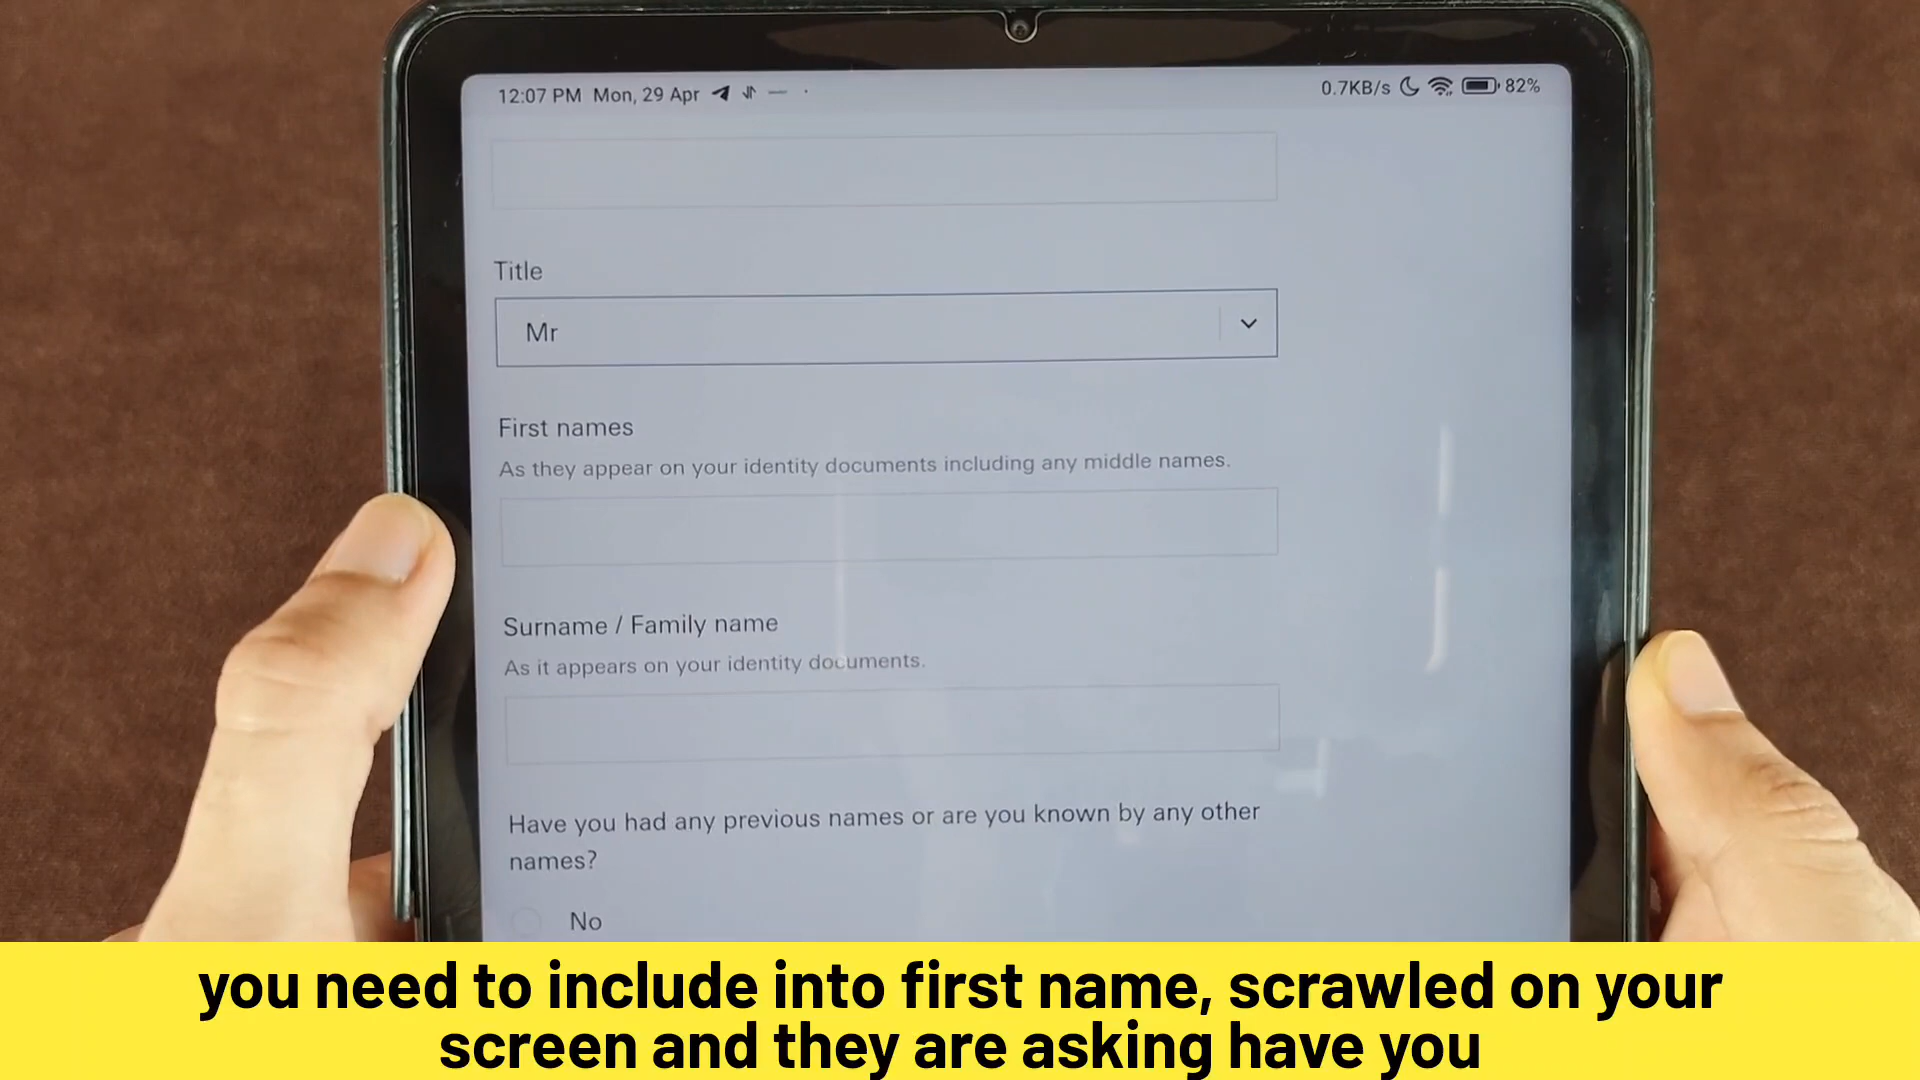 12:07 PM Mon, 29 Apr
0.7KB/s 82%
Title
Mr
First names
As they appear on your identity documents including any middle names.
Surname / Family name
As it appears on your identity documents.
Have you had any previous names or are you known by any other
names?
No
you need to include into first name, scrawled on your
screen and they are asking have you